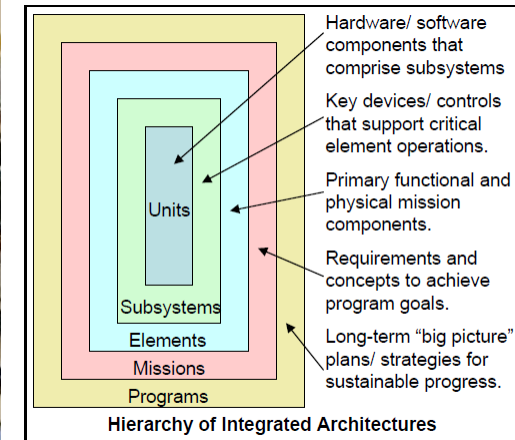 Hardware/ software
components that
comprise subsystems
Key devices/ controls
that support critical
element operations.
Primary functional and
physical mission
components.
Requirements and
concepts to achieve
program goals.
Long-term “big picture”
plans/ strategies for
sustainable progress.
Units
Subsystems
Elements
Missions
Programs
Hierarchy of Integrated Architectures